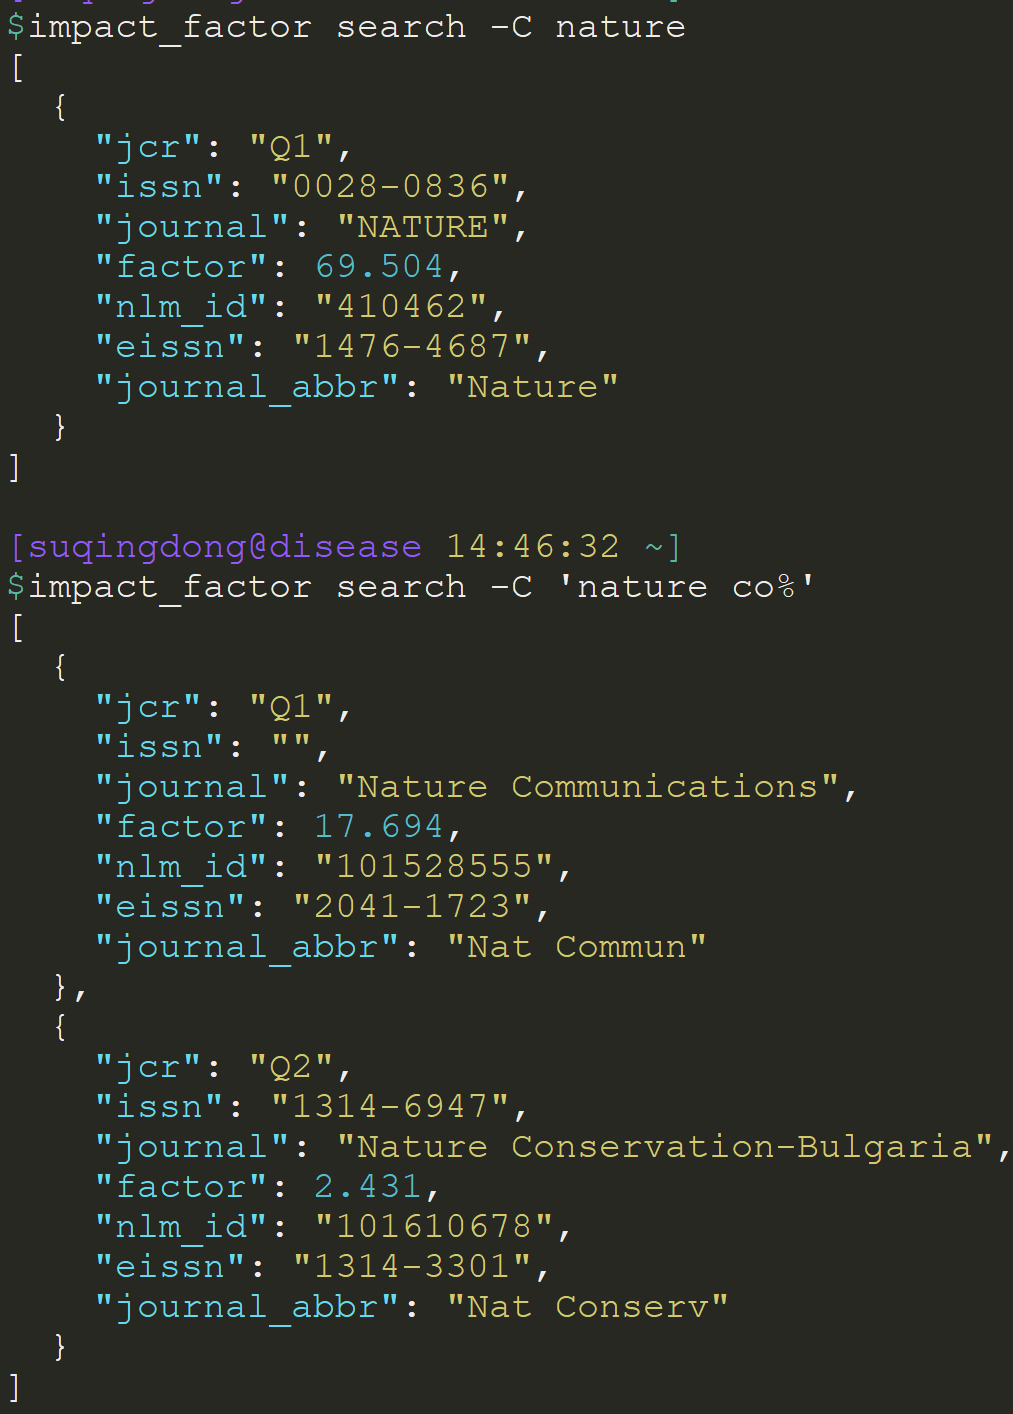 $impact_factor search -C nature
[
  {
    "jcr": "Q1",
    "issn": "0028-0836",
    "journal": "NATURE",
    "factor": 69.504,
    "nlm_id": "410462",
    "eissn": "1476-4687",
    "journal_abbr": "Nature"
  }
]

[suqingdong@disease 14:46:32 ~]
$impact_factor search -C 'nature co%'
[
  {
    "jcr": "Q1",
    "issn": "",
    "journal": "Nature Communications",
    "factor": 17.694,
    "nlm_id": "101528555",
    "eissn": "2041-1723",
    "journal_abbr": "Nat Commun"
  },
  {
    "jcr": "Q2",
    "issn": "1314-6947",
    "journal": "Nature Conservation-Bulgaria",
    "factor": 2.431,
    "nlm_id": "101610678",
    "eissn": "1314-3301",
    "journal_abbr": "Nat Conserv"
  }
]